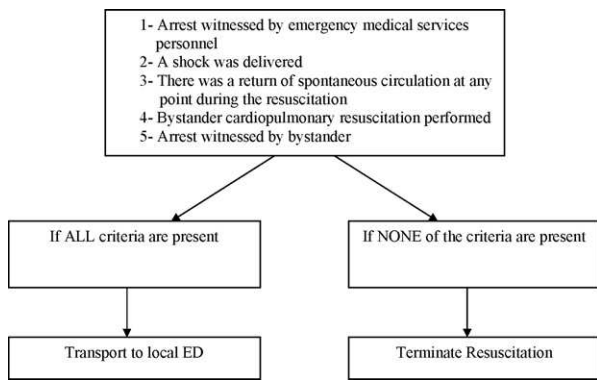 1- Arrest witnessed by emergency medical services
personnel
2- A shock was delivered
3- There was a return of spontaneous circulation at any
point during the resuscitation
4- Bystander cardiopulmonary resuscitation performed
5- Arrest witnessed by bystander
If ALL criteria are present
If NONE of the criteria are present
Transport to local ED
Terminate Resuscitation